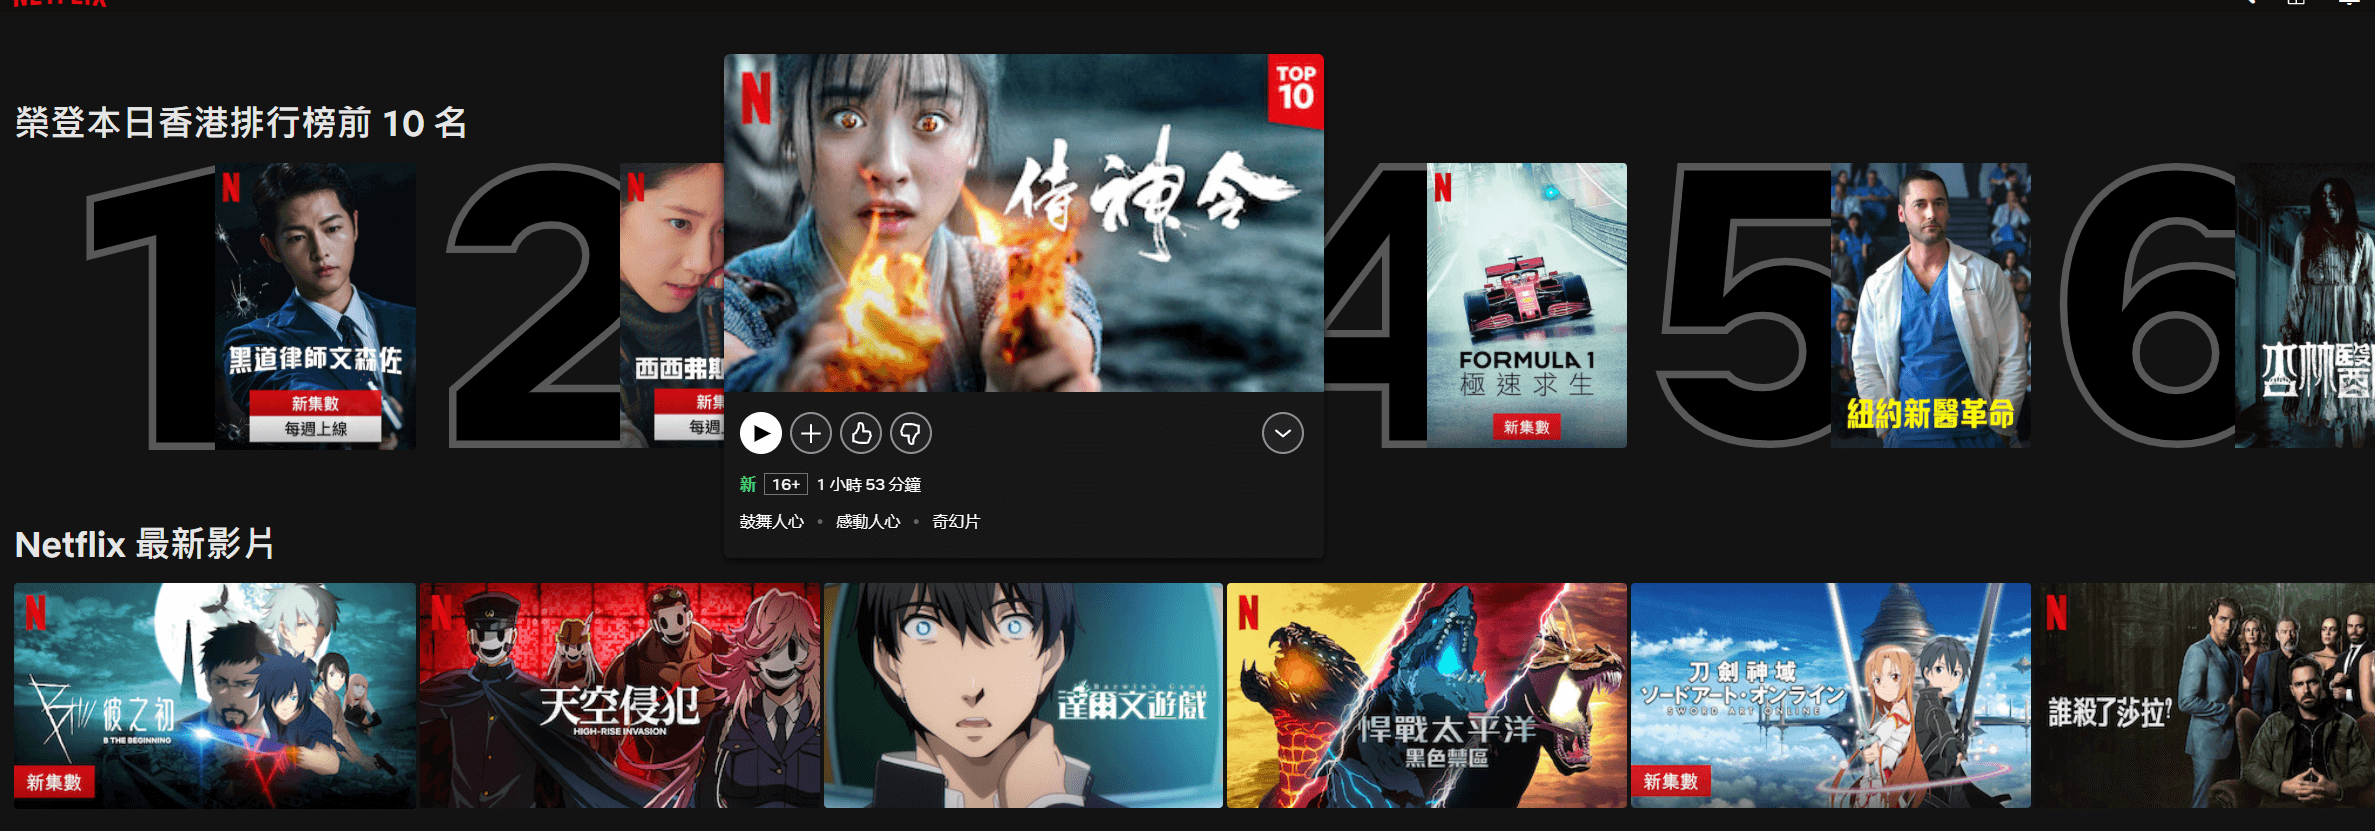 NETFLIX
榮登本日香港排行榜前 10 名
1
N
黑道律師文森佐
新集數
每週上線
2
N
西西弗斯
新集
每週
N
TOP
10
侍神令
新 16+ 1 小時 53 分鐘
鼓舞人心 • 感動人心 • 奇幻片
4
N
FORMULA 1
極速求生
新集數
5
紐約新醫革命
6
杏林醫
Netflix 最新影片
N
彼之初
B THE BEGINNING
新集數
N
天空侵犯
HIGH-RISE INVASION
Darwin's Game
達爾文遊戲
N
悍戰太平洋
黑色禁區
刀劍神域
ソードアート・オンライン
SWORD ART ONLINE
新集數
N
誰殺了莎拉?